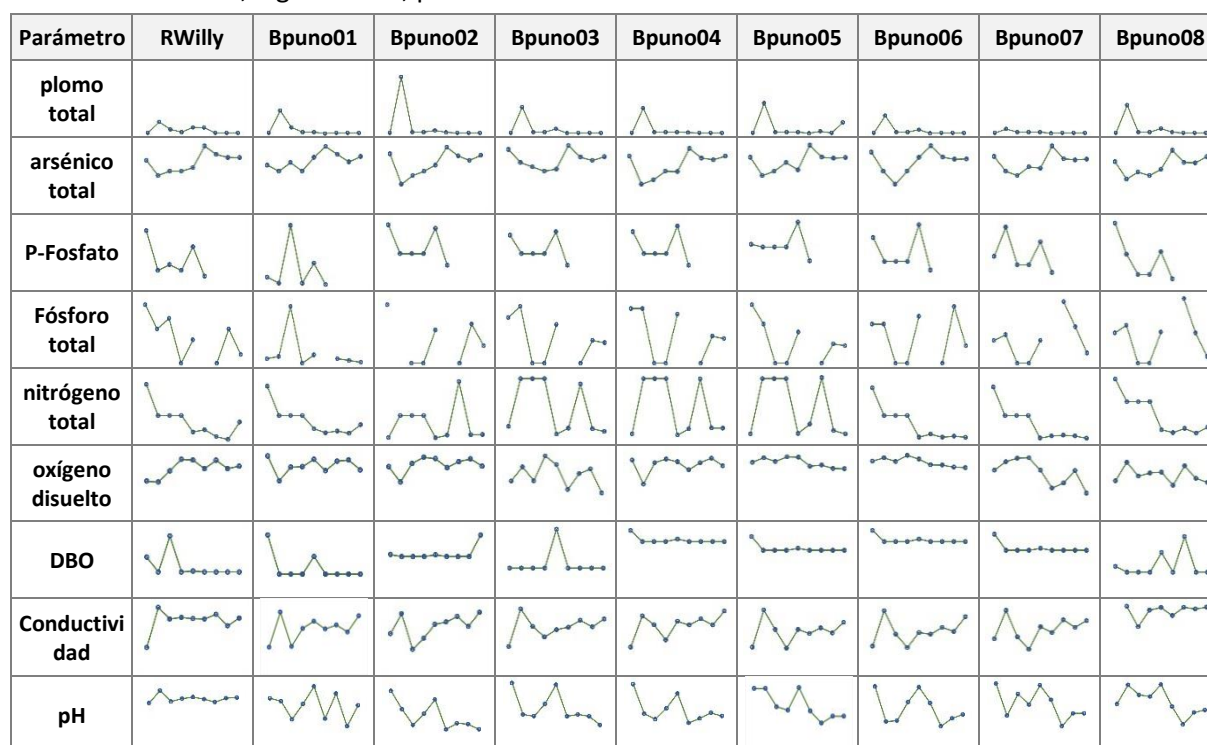 Parámetro RWilly Bpuno01 Bpuno02 Bpuno03 Bpuno04 Bpuno05 Bpuno06 Bpuno07 Bpuno08
plomo
total
arsénico
total
P-Fosfato
Fósforo
total
nitrógeno
total
oxígeno
disuelto
DBO
Conductivi
dad
pH